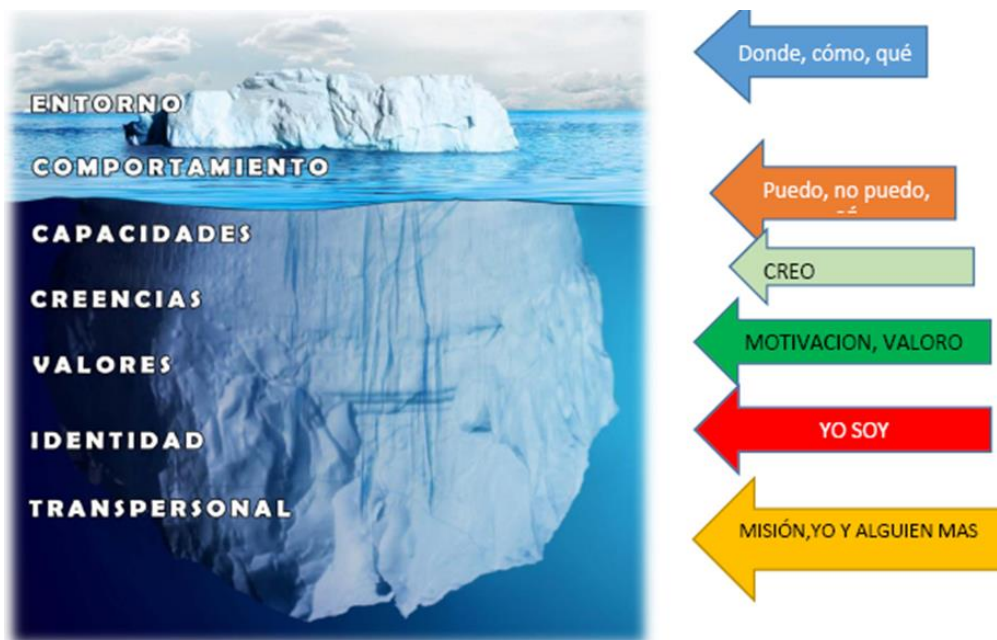 ENTORNO
COMPORTAMIENTO
CAPACIDADES
CREENCIAS
VALORES
IDENTIDAD
TRANSPERSONAL
Donde, cómo, qué
Puedo, no puedo,
CREO
MOTIVACION, VALORO
YO SOY
MISIÓN,YO Y ALGUIEN MAS